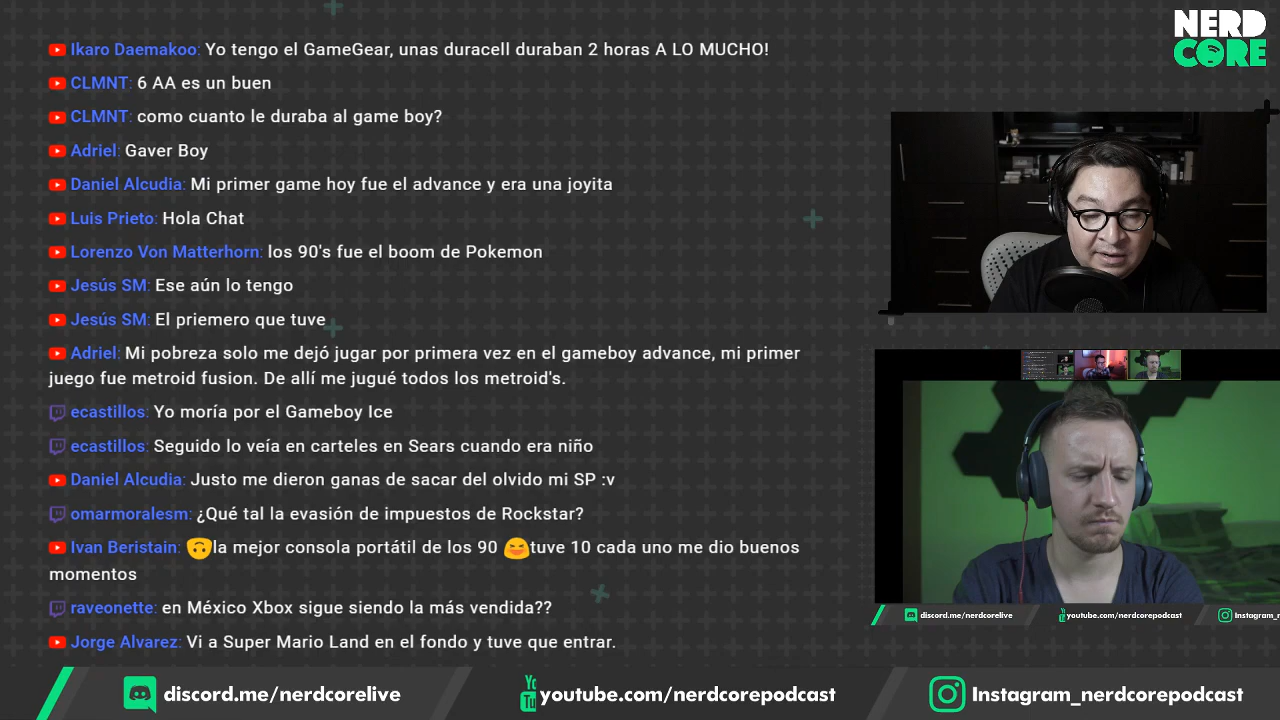 Ikaro Daemakoo: Yo tengo el GameGear, unas duracell duraban 2 horas A LO MUCHO!
CLMNT: 6 AA es un buen
CLMNT: como cuanto le duraba al game boy?
Adriel: Gaver Boy
Daniel Alcudia: Mi primer game hoy fue el advance y era una joyita
Luis Prieto: Hola Chat
Lorenzo Von Matterhorn: los 90's fue el boom de Pokemon
Jesús SM: Ese aún lo tengo
Jesús SM: El priemero que tuve
Adriel: Mi pobreza solo me dejó jugar por primera vez en el gameboy advance, mi primer
juego fue metroid fusion. De allí me jugué todos los metroid's.
ecastillos: Yo moría por el Gameboy Ice
ecastillos: Seguido lo veía en carteles en Sears cuando era niño
Daniel Alcudia: Justo me dieron ganas de sacar del olvido mi SP :v
omarmoralesm: ¿Qué tal la evasión de impuestos de Rockstar?
Ivan Beristain: 🙃la mejor consola portátil de los 90 😆tuve 10 cada uno me dio buenos
momentos
raveonette: en México Xbox sigue siendo la más vendida??
Jorge Alvarez: Vi a Super Mario Land en el fondo y tuve que entrar.
NERD
CORE
discord.me/nerdcorelive
youtube.com/nerdcorepodcast
discord.me/nerdcorelive
youtube.com/nerdcorepodcast
Instagram_nerdcorepodcast